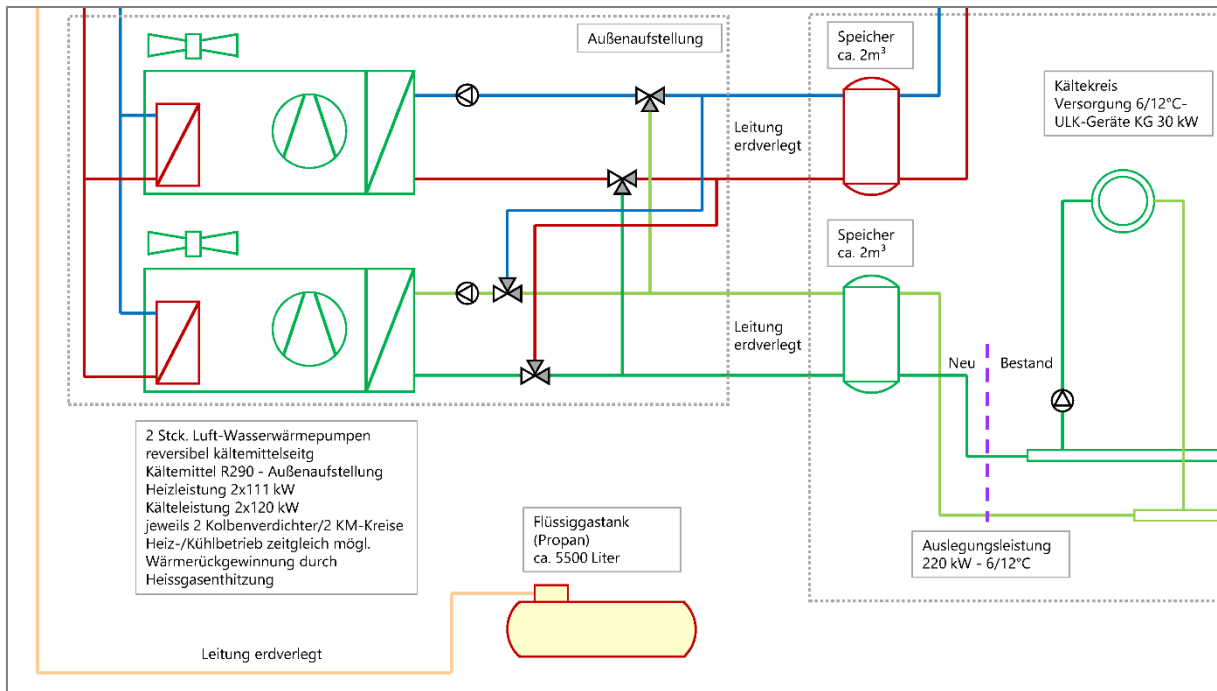 Außenaufstellung
Speicher
ca. 2m³
Kältekreis
Versorgung 6/12°C-
ULK-Geräte KG 30 kW
Leitung
erdverlegt
Speicher
ca. 2m³
Leitung
erdverlegt
Neu
Bestand
2 Stck. Luft-Wasserwärmepumpen
reversibel kältemittelseitg
Kältemittel R290 - Außenaufstellung
Heizleistung 2x111 kW
Kälteleistung 2x120 kW
jeweils 2 Kolbenverdichter/2 KM-Kreise
Heiz-/Kühlbetrieb zeitgleich mögl.
Wärmerückgewinnung durch
Heissgasenthitzung
Flüssiggastank
(Propan)
ca. 5500 Liter
Auslegungsleistung
220 kW - 6/12°C
Leitung erdverlegt